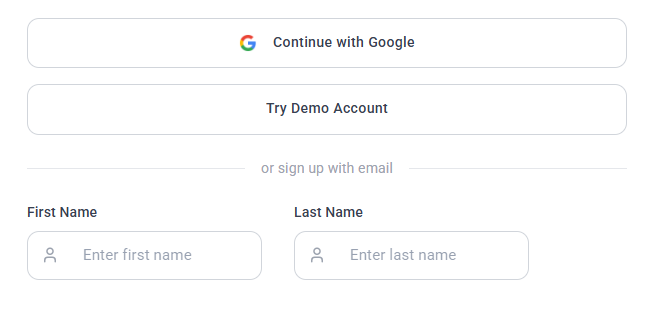 Continue with Google
Try Demo Account
or sign up with email
First Name
Last Name
Enter first name
Enter last name